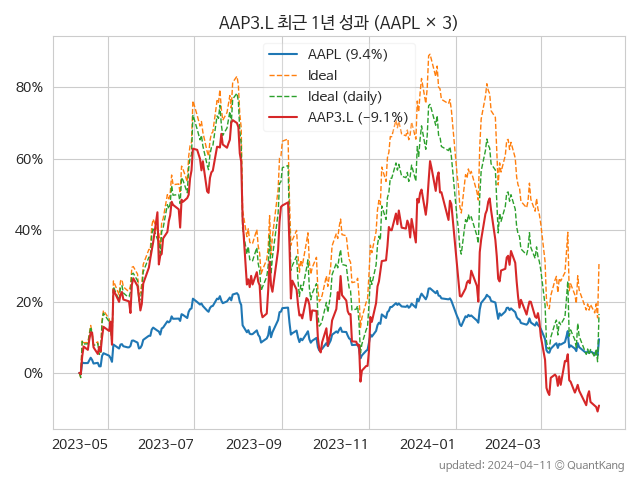 AAP3.L 최근 1년 성과 (AAPL × 3)
AAPL (9.4%)
Ideal
Ideal (daily)
AAP3.L (−9.1%)
80%
60%
40%
20%
0%
2023-05 2023-07 2023-09 2023-11 2024-01 2024-03
updated: 2024-04-11 © QuantKang